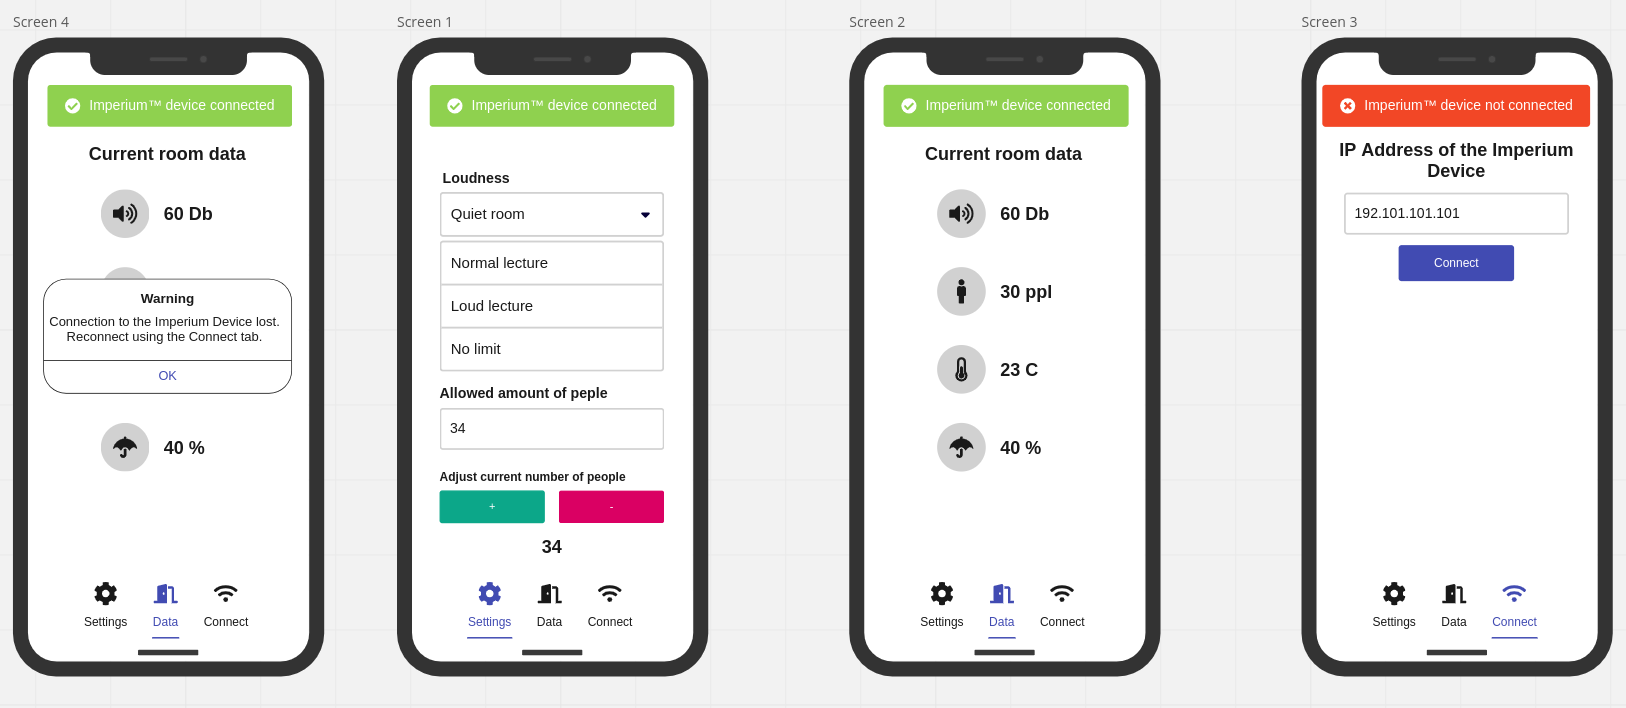 Screen 4
Imperium™ device connected
Current room data
60 Db
Warning
Connection to the Imperium Device lost.
Reconnect using the Connect tab.
OK
40 %
Settings
Data
Connect
Screen 1
Imperium™ device connected
Loudness
Quiet room
Normal lecture
Loud lecture
No limit
Allowed amount of peple
34
Adjust current number of people
+
-
34
Settings
Data
Connect
Screen 2
Imperium™ device connected
Current room data
60 Db
30 ppl
23 C
40 %
Settings
Data
Connect
Screen 3
Imperium™ device not connected
IP Address of the Imperium
Device
192.101.101.101
Connect
Settings
Data
Connect